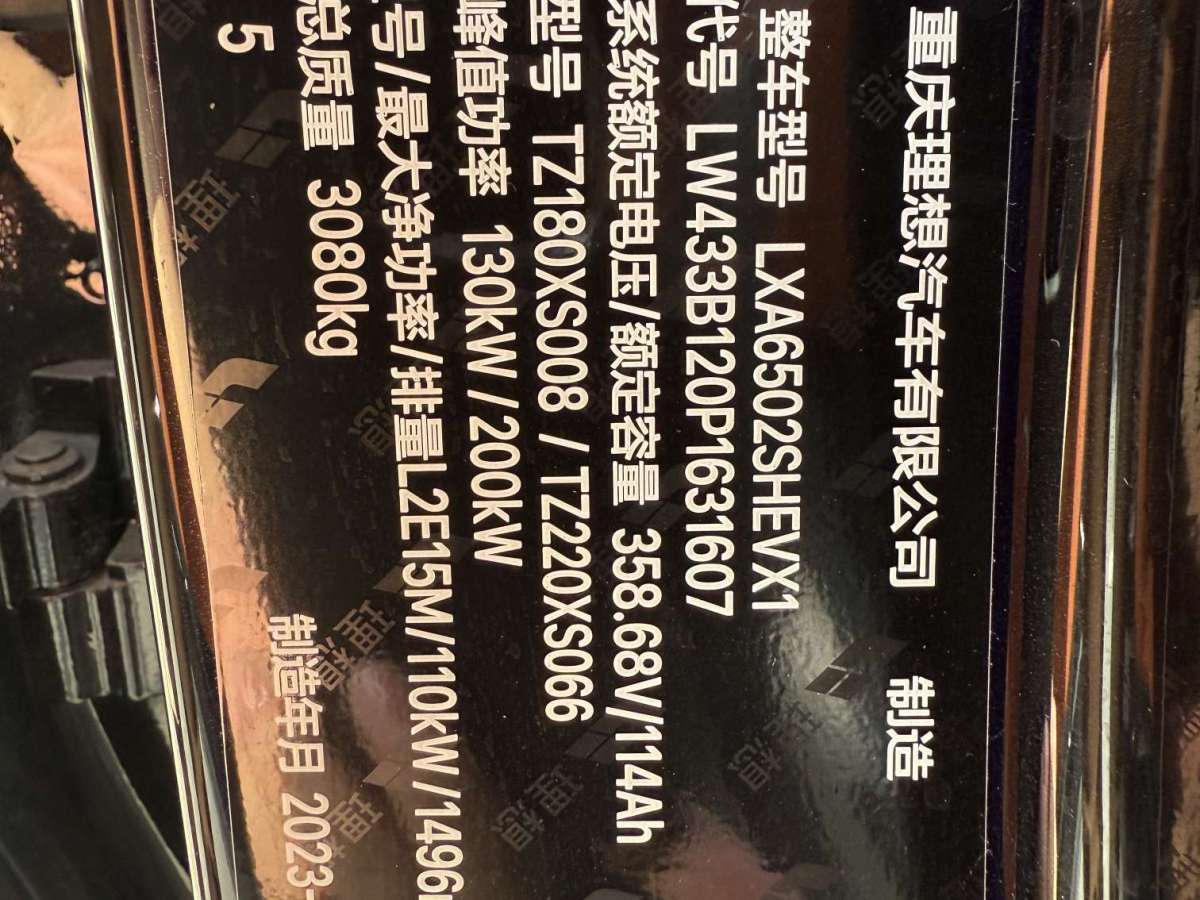 重庆理想汽车有限公司 制造
整车型号 LXA6502SHEVX1
代号 LW433B120P1631607
系统额定电压/额定容量 358.68V/114Ah
型号 TZ180XS008 / TZ220XS066
峰值功率 130kW/200kW
号/最大净功率/排量L2E15M/110kW/1496
总质量 3080kg
5 制造年月 2023-